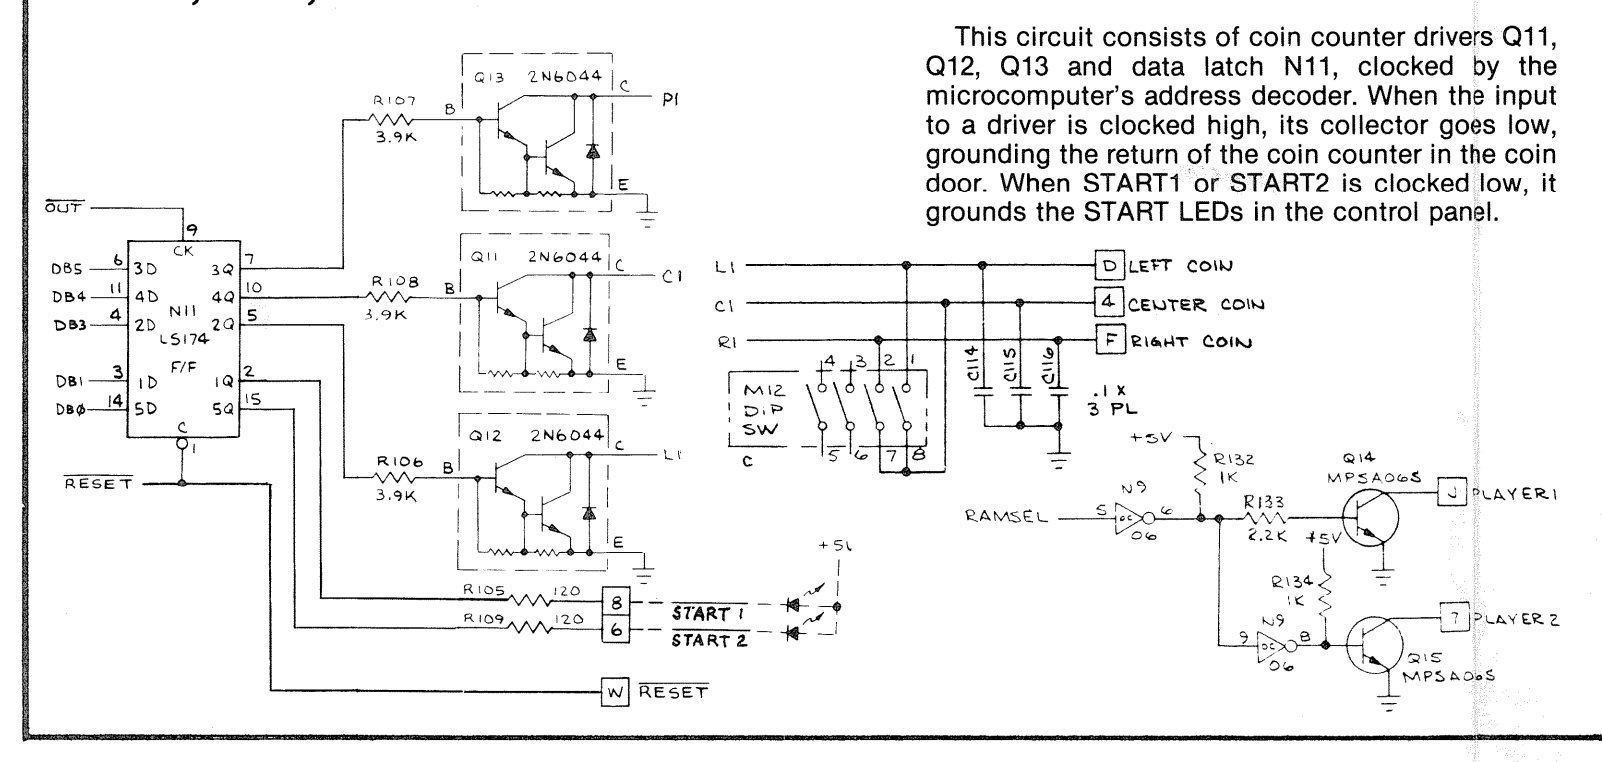 This circuit consists of coin counter drivers Q11,
Q12, Q13 and data latch N11, clocked by the
microcomputer's address decoder. When the input
to a driver is clocked high, its collector goes low,
grounding the return of the coin counter in the coin
door. When START1 or START2 is clocked low, it
grounds the START LEDs in the control panel.
Q13 2N6044
C
P1
R107
B
3.9K
E
OUT
9
CK
DB5 6 3D 3Q 7
DB4 11 4D 4Q 10
DB3 4 2D 2Q 5
N11
LS174
F/F
DB1 3 1D 1Q 2
DB0 14 5D 5Q 15
C
1
RESET
Q11 2N6044
C
C1
R108
B
3.9K
E
Q12 2N6044
C
L1
R106
B
3.9K
E
R105 120 8 START 1
R109 120 6 START 2
+5V
W RESET
L1 D LEFT COIN
C1 4 CENTER COIN
R1 F RIGHT COIN
4 3 2 1
M12
DIP
SW
C
5 6 7 8
C114
C115
C116
.1 X
3 PL
+5V
R132
1K
Q14
MPSA06S
J PLAYER1
RAMSEL 5 N9 6
OC
06
R133
2.2K
+5V
R134
1K
N9
9 8
OC
06
Q15
MPSA06S
7 PLAYER 2